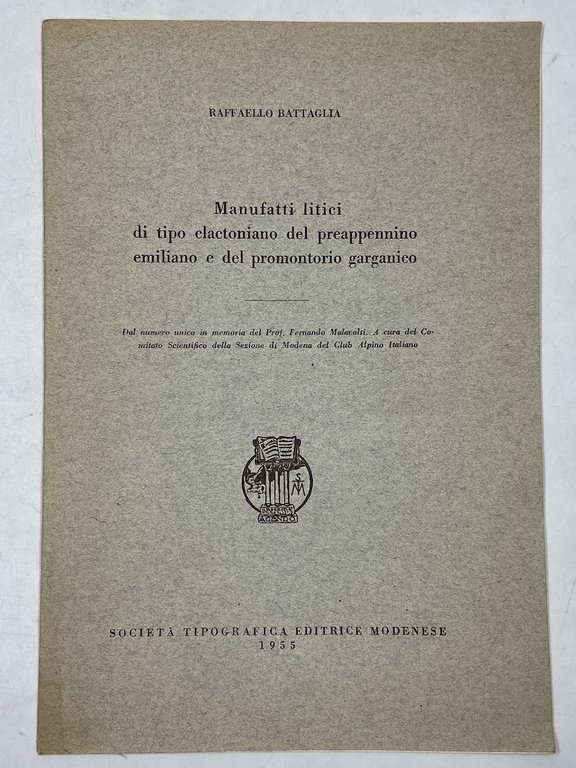 RAFFAELLO BATTAGLIA
Manufatti litici
di tipo clactoniano del preappennino
emiliano e del promontorio garganico
Dal numero unico in memoria del Prof. Fernando Malavolti. A cura del Co-
mitato Scientifico della Sezione di Modena del Club Alpino Italiano
AGENDO
SOCIETÀ TIPOGRAFICA EDITRICE MODENESE
1955